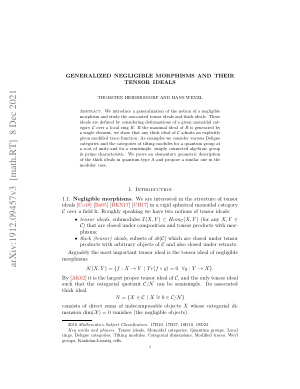 GENERALIZED NEGLIGIBLE MORPHISMS AND THEIR
TENSOR IDEALS
THORSTEN HEIDERSDORF AND HANS WENZL
Abstract. We introduce a generalization of the notion of a negligible
morphism and study the associated tensor ideals and thick ideals. These
ideals are defined by considering deformations of a given monoidal cate-
gory C over a local ring R. If the maximal ideal of R is generated by
a single element, we show that any thick ideal of C admits an explicitly
given modified trace function. As examples we consider various Deligne
categories and the categories of tilting modules for a quantum group at
a root of unity and for a semisimple, simply connected algebraic group
in prime characteristic. We prove an elementary geometric description of
the thick ideals in quantum type A and propose a similar one in the
modular case.
1. Introduction
1.1. Negligible morphisms. We are interested in the structure of tensor
ideals [Co18] [Ba05] [BKN17] [CH17] in a rigid spherical monoidal category
C over a field k. Roughly speaking we have two notions of tensor ideals:
• tensor ideals, submodules I(X, Y) ⊂ Hom_C(X, Y) (for any X, Y ∈
C) that are closed under composition and tensor products with mor-
phisms;
• thick (tensor) ideals, subsets of ob(C) which are closed under tensor
products with arbitrary objects of C and also closed under retracts.
Arguably the most important tensor ideal is the tensor ideal of negligible
morphisms
N(X, Y) = {f : X → Y | Tr(f ∘ g) = 0 ∀g : Y → X}.
By [AK02] it is the largest proper tensor ideal of C, and the only tensor ideal
such that the categorial quotient C/N can be semisimple. Its associated
thick ideal
N = {X ∈ C | X ≅ 0 ∈ C/N}
consists of direct sums of indecomposable objects X whose categorial di-
mension dim(X) = 0 vanishes (the negligible objects).
2010 Mathematics Subject Classification. 17B10, 17B37, 18D10, 19D23.
Key words and phrases. Tensor ideals, Monoidal categories, Quantum groups, Local
rings, Deligne categories, Tilting modules, Categorical dimensions, Modified traces, Weyl
groups, Kazhdan-Lusztig cells.
1
arXiv:1912.09457v3 [math.RT] 8 Dec 2021